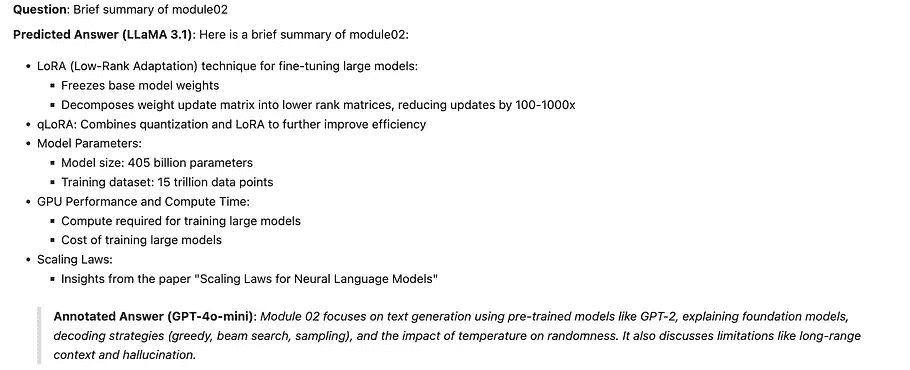 Question: Brief summary of module02
Predicted Answer (LLaMA 3.1): Here is a brief summary of module02:
• LoRA (Low-Rank Adaptation) technique for fine-tuning large models:
▪ Freezes base model weights
▪ Decomposes weight update matrix into lower rank matrices, reducing updates by 100-1000x
• qLoRA: Combines quantization and LoRA to further improve efficiency
• Model Parameters:
▪ Model size: 405 billion parameters
▪ Training dataset: 15 trillion data points
• GPU Performance and Compute Time:
▪ Compute required for training large models
▪ Cost of training large models
• Scaling Laws:
▪ Insights from the paper "Scaling Laws for Neural Language Models"
Annotated Answer (GPT-4o-mini): Module 02 focuses on text generation using pre-trained models like GPT-2, explaining foundation models,
decoding strategies (greedy, beam search, sampling), and the impact of temperature on randomness. It also discusses limitations like long-range
context and hallucination.